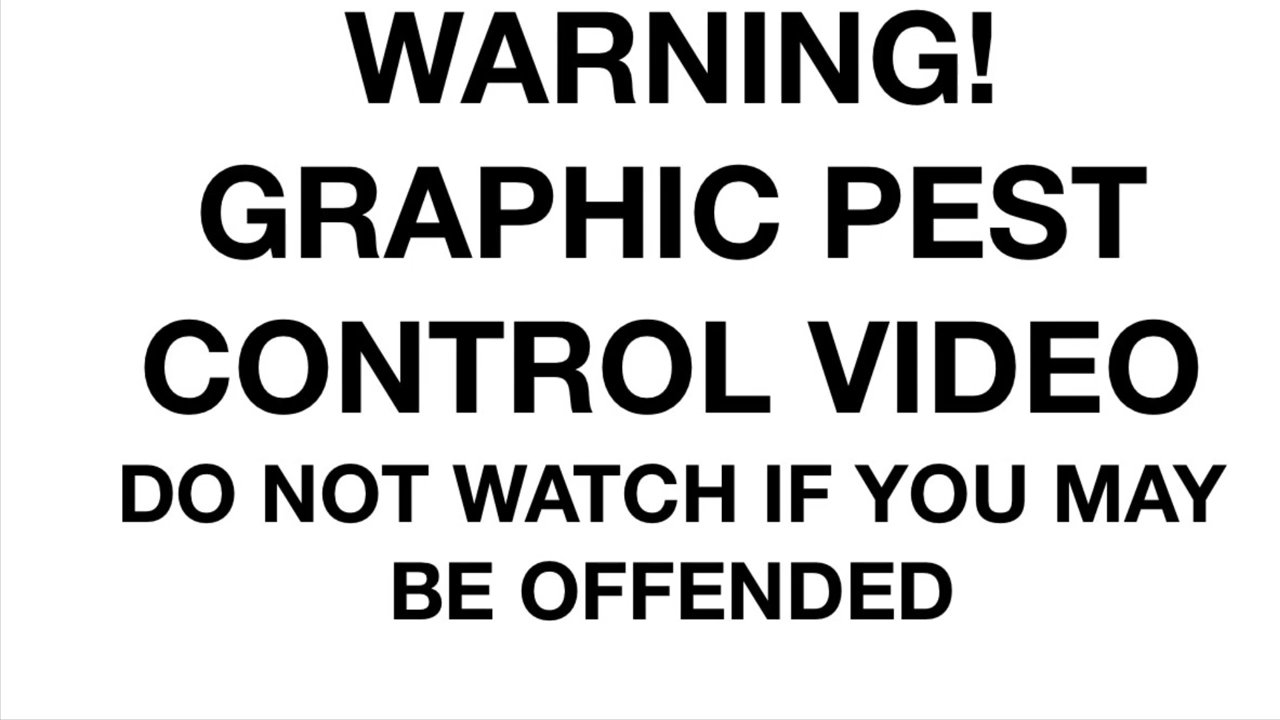 WARNING!
GRAPHIC PEST
CONTROL VIDEO
DO NOT WATCH IF YOU MAY
BE OFFENDED